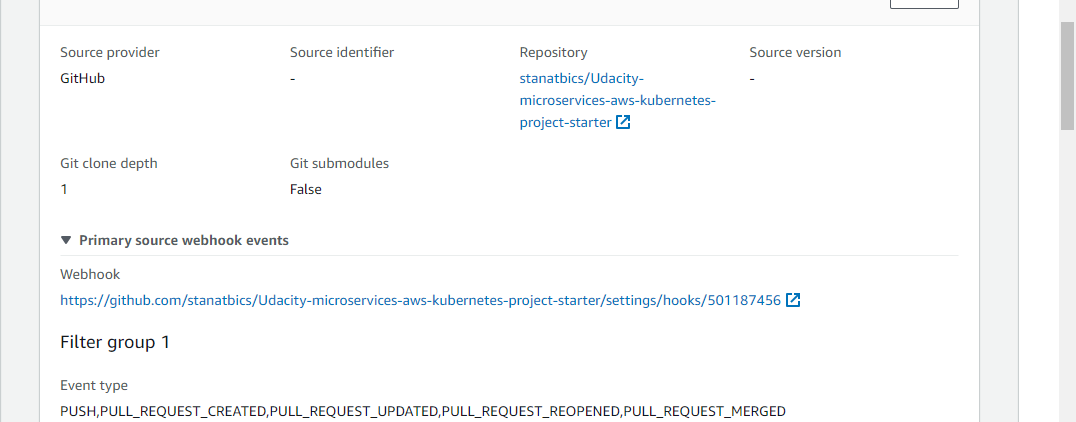 Source provider
GitHub
Source identifier
-
Repository
stanatbics/Udacity-
microservices-aws-kubernetes-
project-starter
Source version
-
Git clone depth
1
Git submodules
False
Primary source webhook events
Webhook
https://github.com/stanatbics/Udacity-microservices-aws-kubernetes-project-starter/settings/hooks/501187456
Filter group 1
Event type
PUSH,PULL_REQUEST_CREATED,PULL_REQUEST_UPDATED,PULL_REQUEST_REOPENED,PULL_REQUEST_MERGED